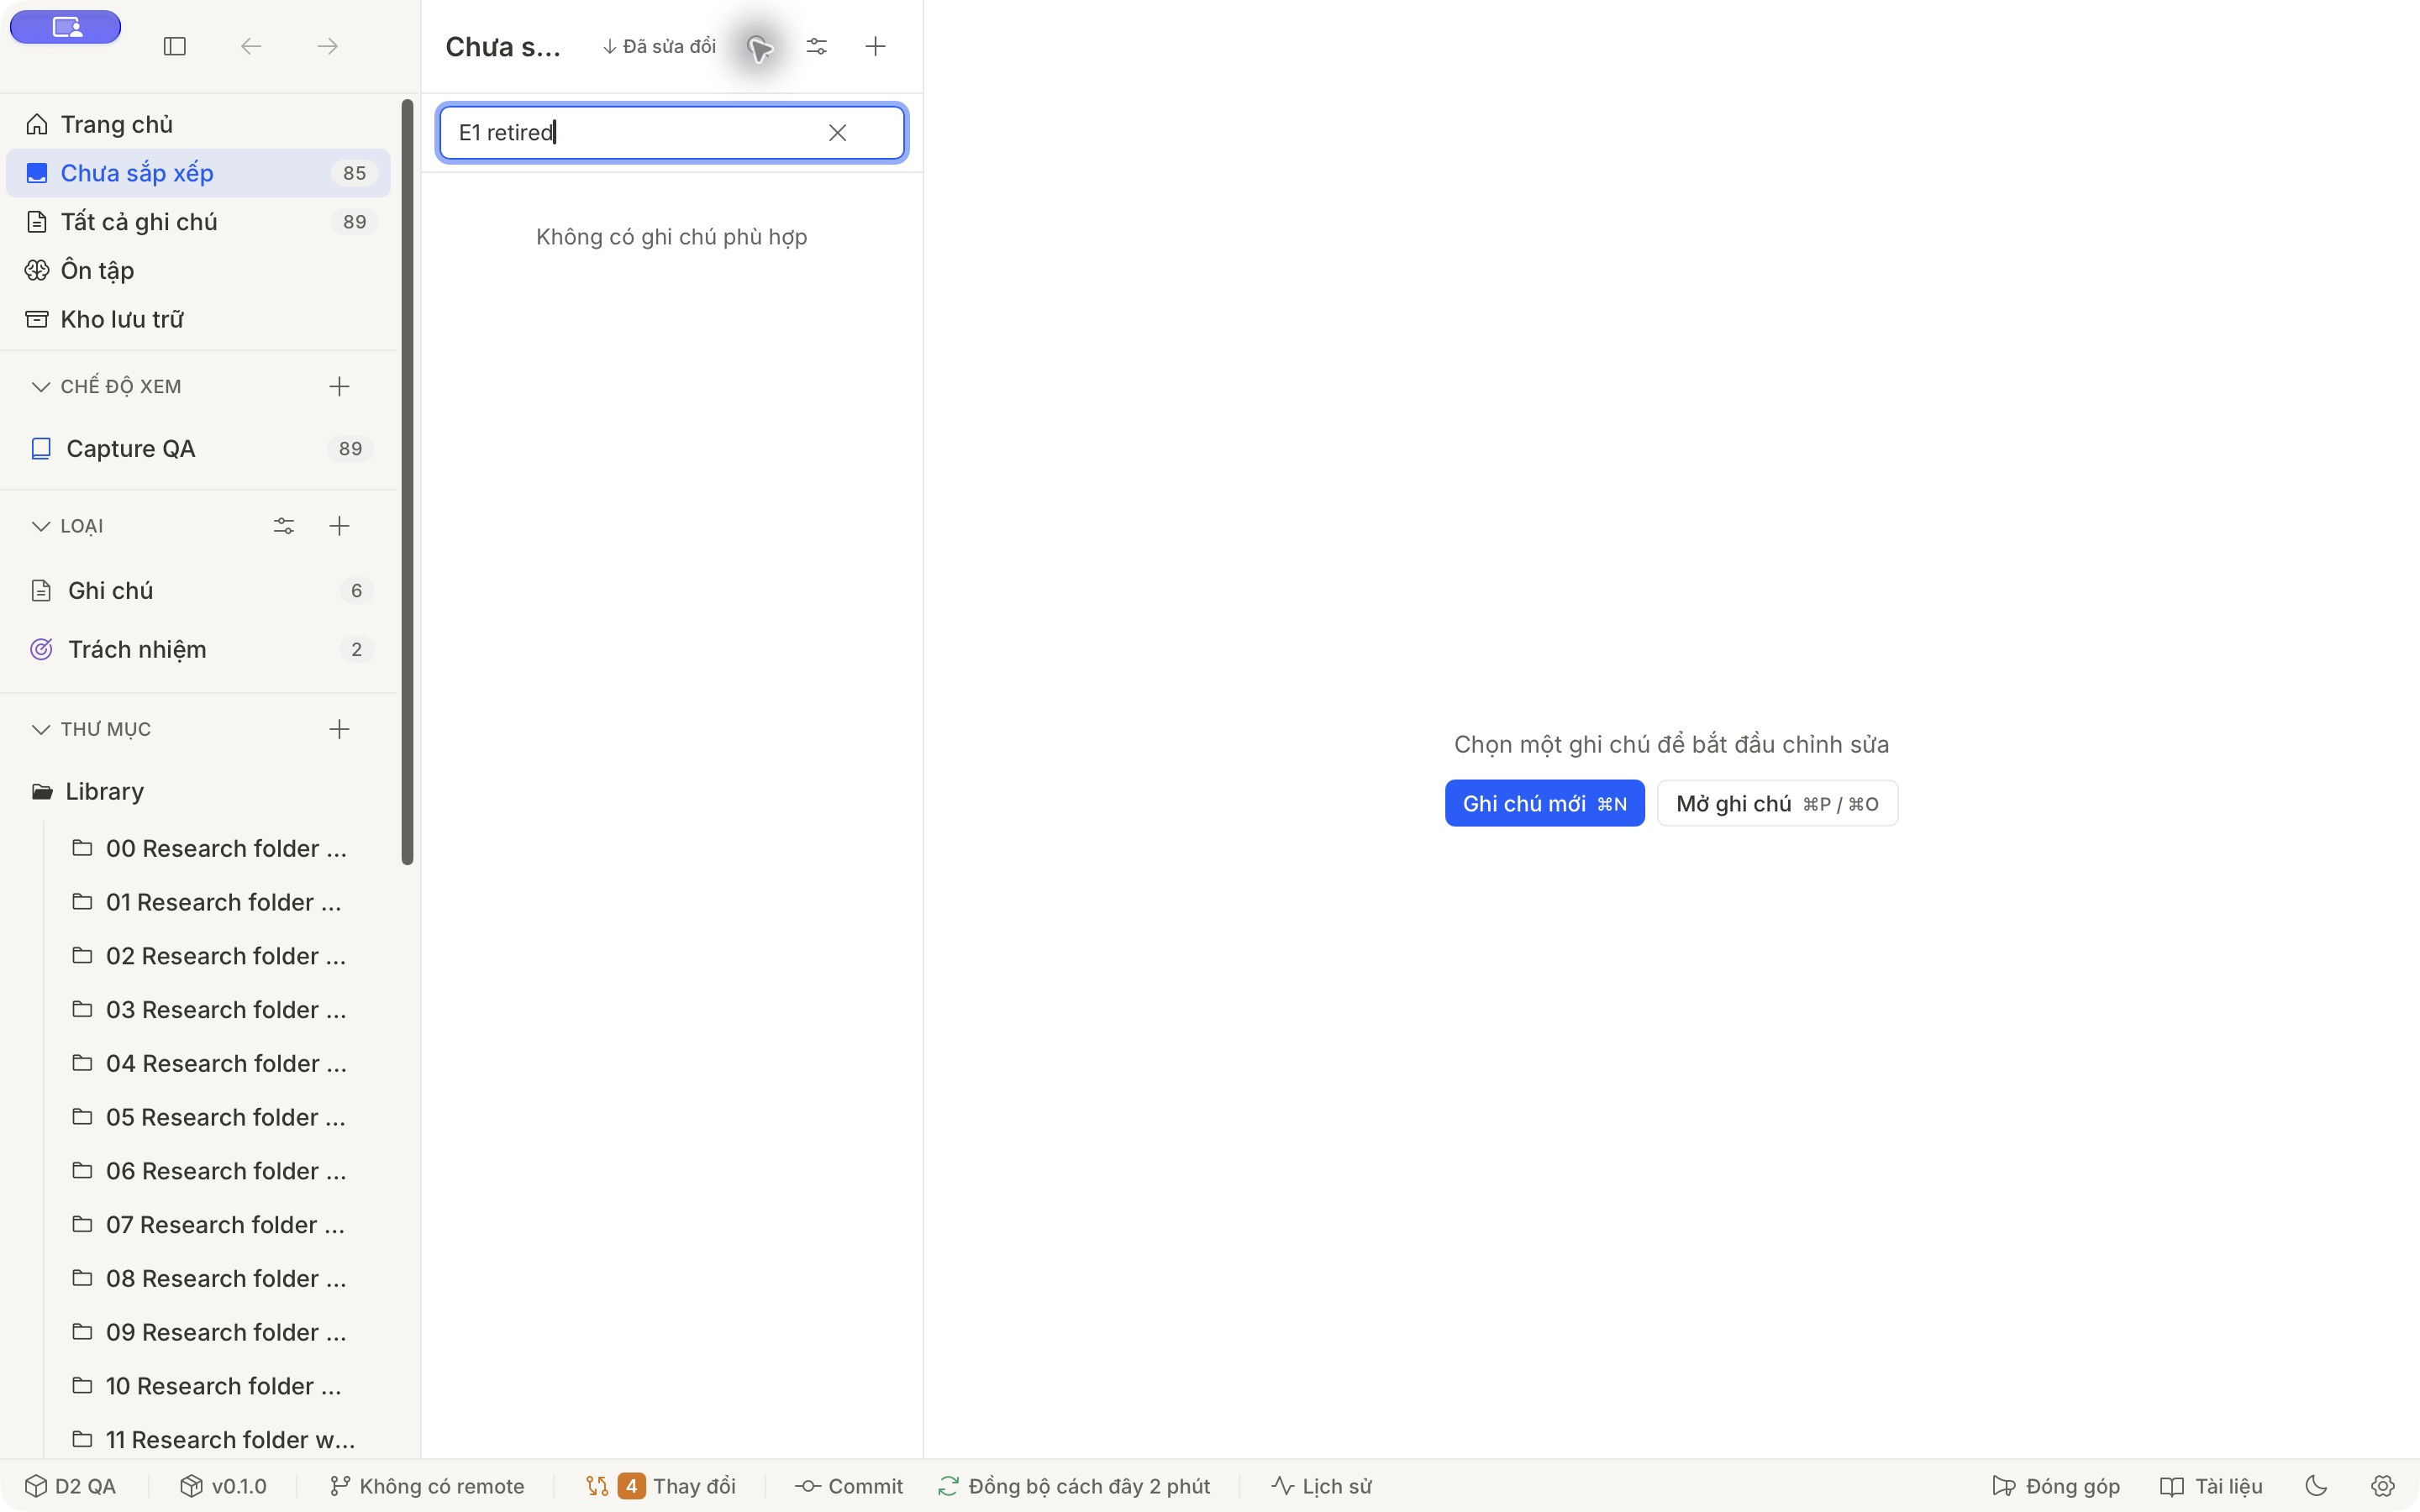 Chưa s...
Đã sửa đổi
E1 retired
Không có ghi chú phù hợp
Trang chủ
Chưa sắp xếp 85
Tất cả ghi chú 89
Ôn tập
Kho lưu trữ
CHẾ ĐỘ XEM
Capture QA 89
LOẠI
Ghi chú 6
Trách nhiệm 2
THƯ MỤC
Library
00 Research folder ...
01 Research folder ...
02 Research folder ...
03 Research folder ...
04 Research folder ...
05 Research folder ...
06 Research folder ...
07 Research folder ...
08 Research folder ...
09 Research folder ...
10 Research folder ...
11 Research folder w...
Chọn một ghi chú để bắt đầu chỉnh sửa
Ghi chú mới ⌘N
Mở ghi chú ⌘P / ⌘O
D2 QA
v0.1.0
Không có remote
4 Thay đổi
Commit
Đồng bộ cách đây 2 phút
Lịch sử
Đóng góp
Tài liệu